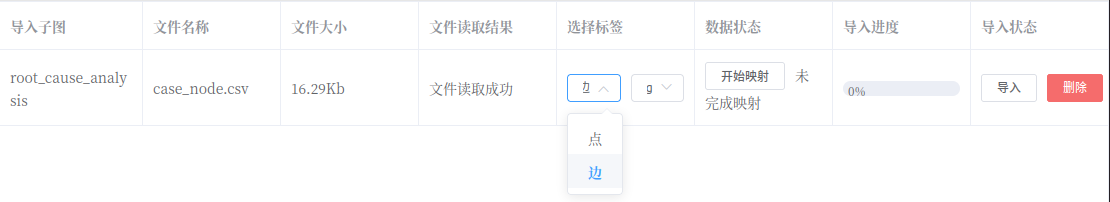 导入子图 文件名称 文件大小 文件读取结果 选择标签 数据状态 导入进度 导入状态
root_cause_analy
sis
case_node.csv 16.29Kb 文件读取成功 g 开始映射 未
完成映射
0% 导入 删除
点
边